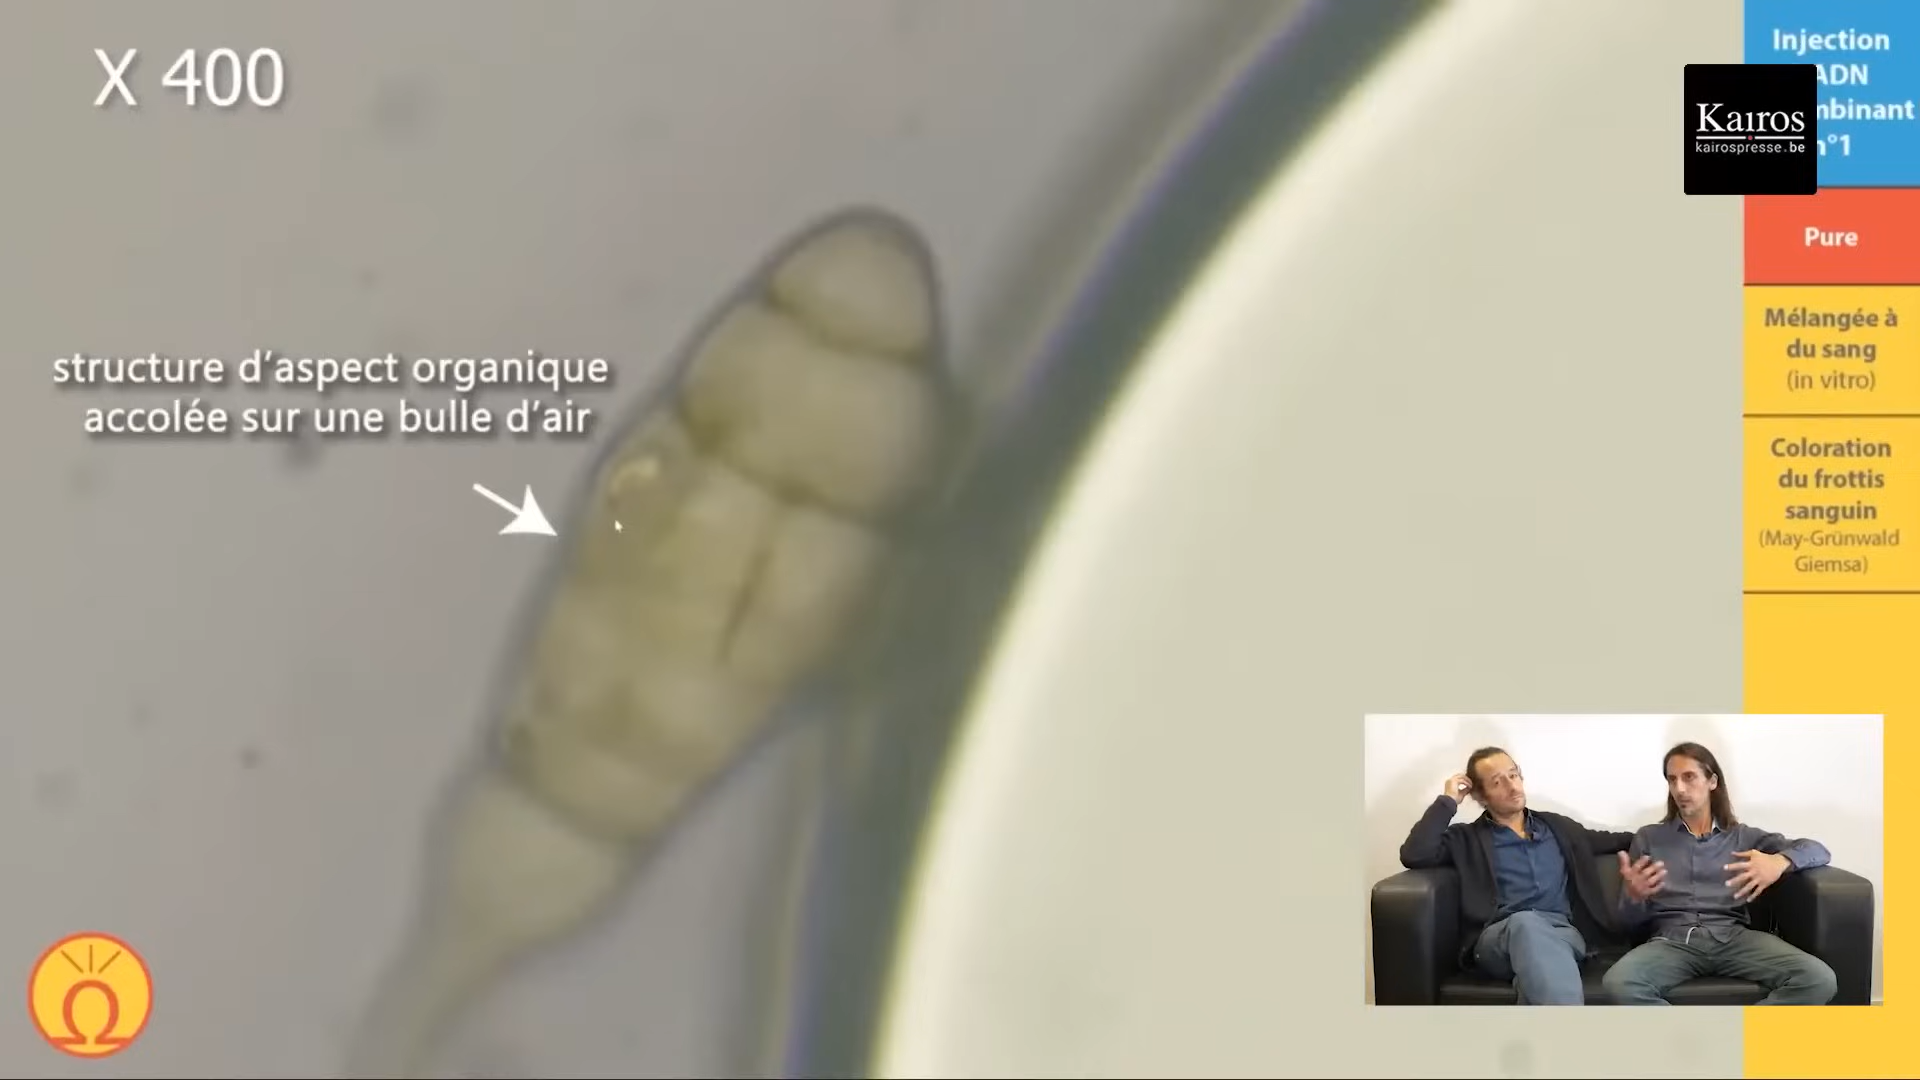 X 400
structure d’aspect organique
accolée sur une bulle d’air
Injection
ADN
n°1
Kairos
kairospresse.be
Pure
Mélangée à
du sang
(in vitro)
Coloration
du frottis
sanguin
(May-Grünwald
Giemsa)
Ω